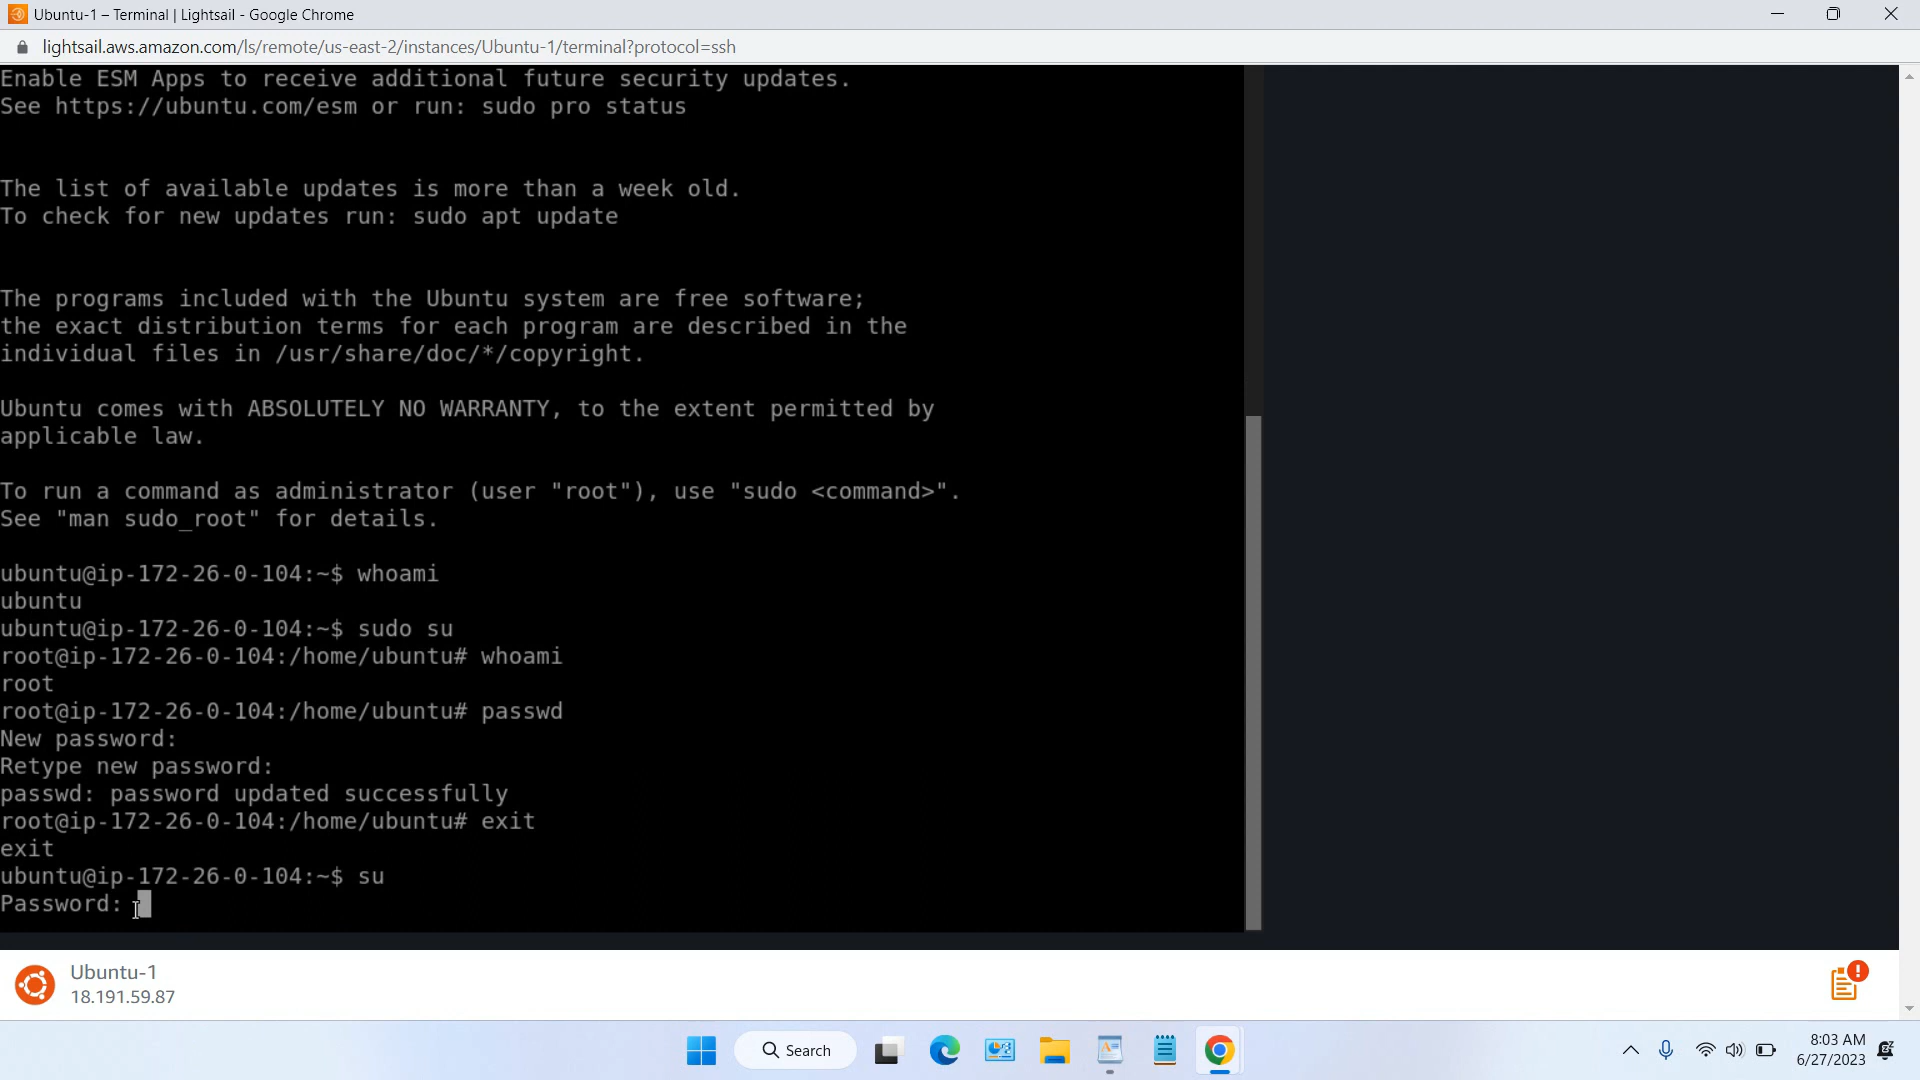 Ubuntu-1 – Terminal | Lightsail - Google Chrome
lightsail.aws.amazon.com/ls/remote/us-east-2/instances/Ubuntu-1/terminal?protocol=ssh
Enable ESM Apps to receive additional future security updates.
See https://ubuntu.com/esm or run: sudo pro status
The list of available updates is more than a week old.
To check for new updates run: sudo apt update
The programs included with the Ubuntu system are free software;
the exact distribution terms for each program are described in the
individual files in /usr/share/doc/*/copyright.
Ubuntu comes with ABSOLUTELY NO WARRANTY, to the extent permitted by
applicable law.
To run a command as administrator (user "root"), use "sudo <command>".
See "man sudo_root" for details.
ubuntu@ip-172-26-0-104:~$ whoami
ubuntu
ubuntu@ip-172-26-0-104:~$ sudo su
root@ip-172-26-0-104:/home/ubuntu# whoami
root
root@ip-172-26-0-104:/home/ubuntu# passwd
New password:
Retype new password:
passwd: password updated successfully
root@ip-172-26-0-104:/home/ubuntu# exit
exit
ubuntu@ip-172-26-0-104:~$ su
Password:
Ubuntu-1
18.191.59.87
Search
8:03 AM
6/27/2023